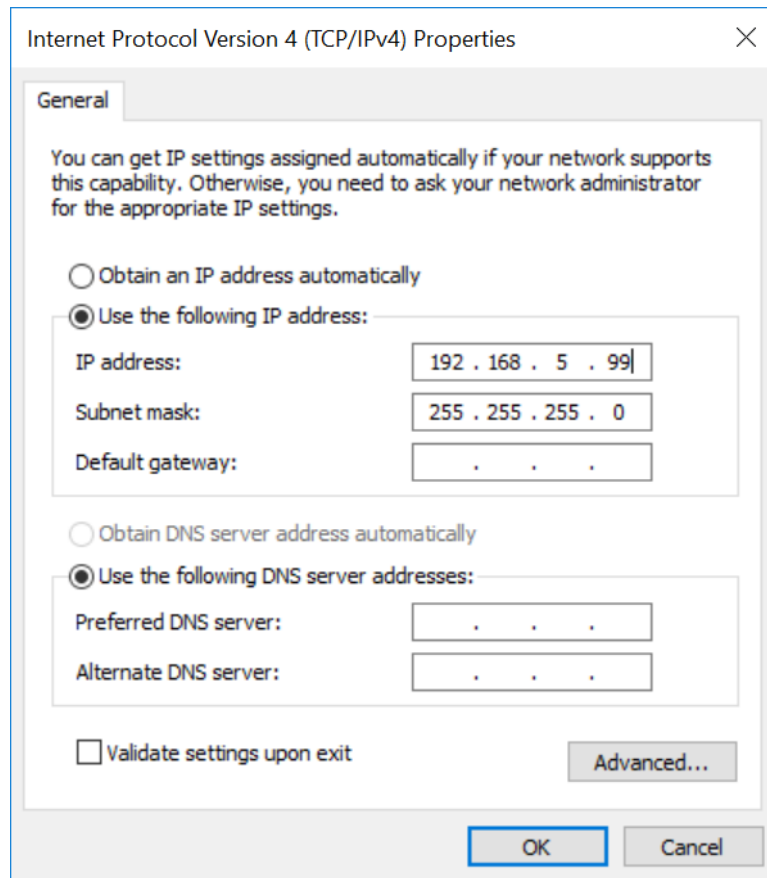 Internet Protocol Version 4 (TCP/IPv4) Properties
General
You can get IP settings assigned automatically if your network supports
this capability. Otherwise, you need to ask your network administrator
for the appropriate IP settings.
Obtain an IP address automatically
Use the following IP address:
IP address: 192 . 168 . 5 . 99
Subnet mask: 255 . 255 . 255 . 0
Default gateway: . . .
Obtain DNS server address automatically
Use the following DNS server addresses:
Preferred DNS server: . . .
Alternate DNS server: . . .
Validate settings upon exit
Advanced...
OK Cancel